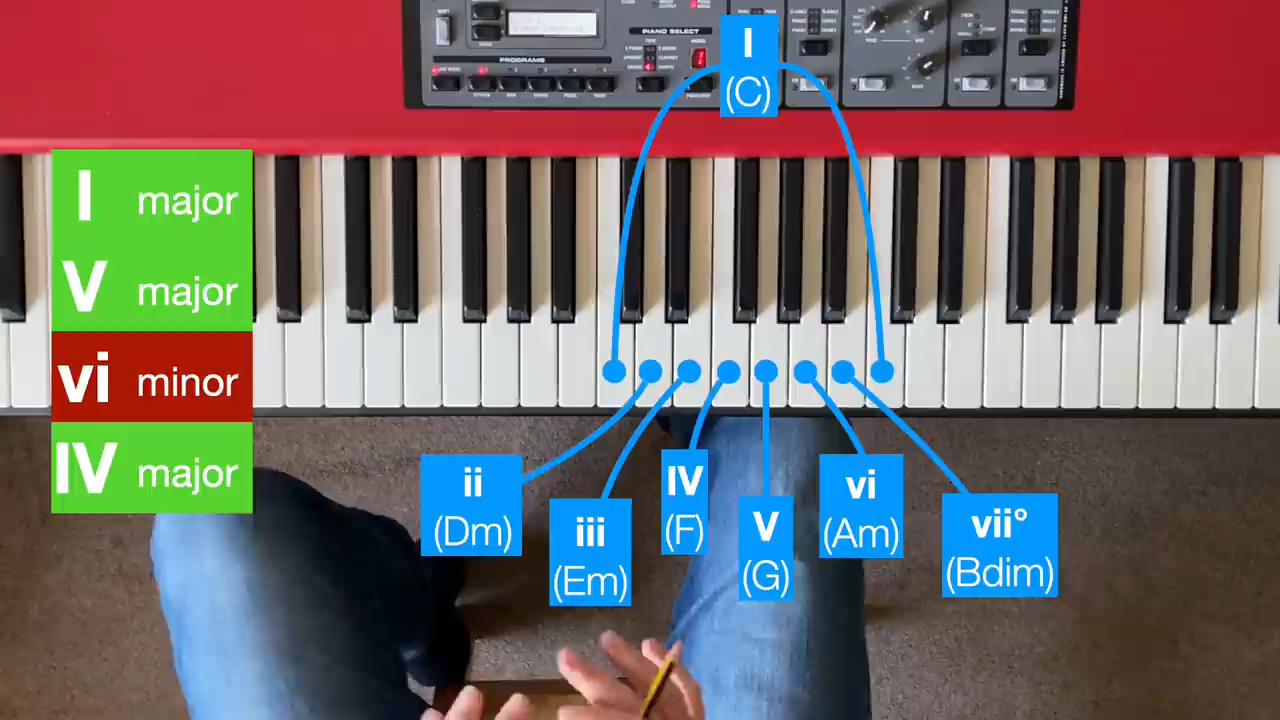 PIANO SELECT
PROGRAMS
I
(C)
I major
V major
vi minor
IV major
ii
(Dm)
iii
(Em)
IV
(F)
V
(G)
vi
(Am)
vii°
(Bdim)